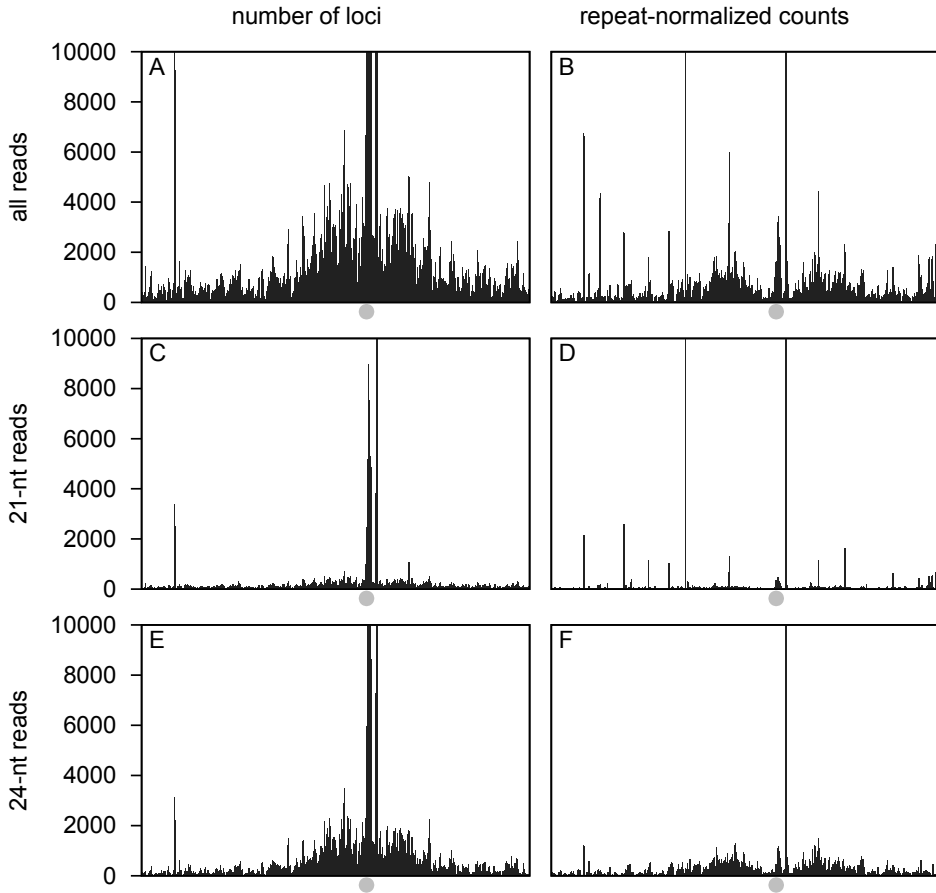 number of loci
repeat-normalized counts
all reads
A
B
10000
8000
6000
4000
2000
0
21-nt reads
C
D
10000
8000
6000
4000
2000
0
24-nt reads
E
F
10000
8000
6000
4000
2000
0